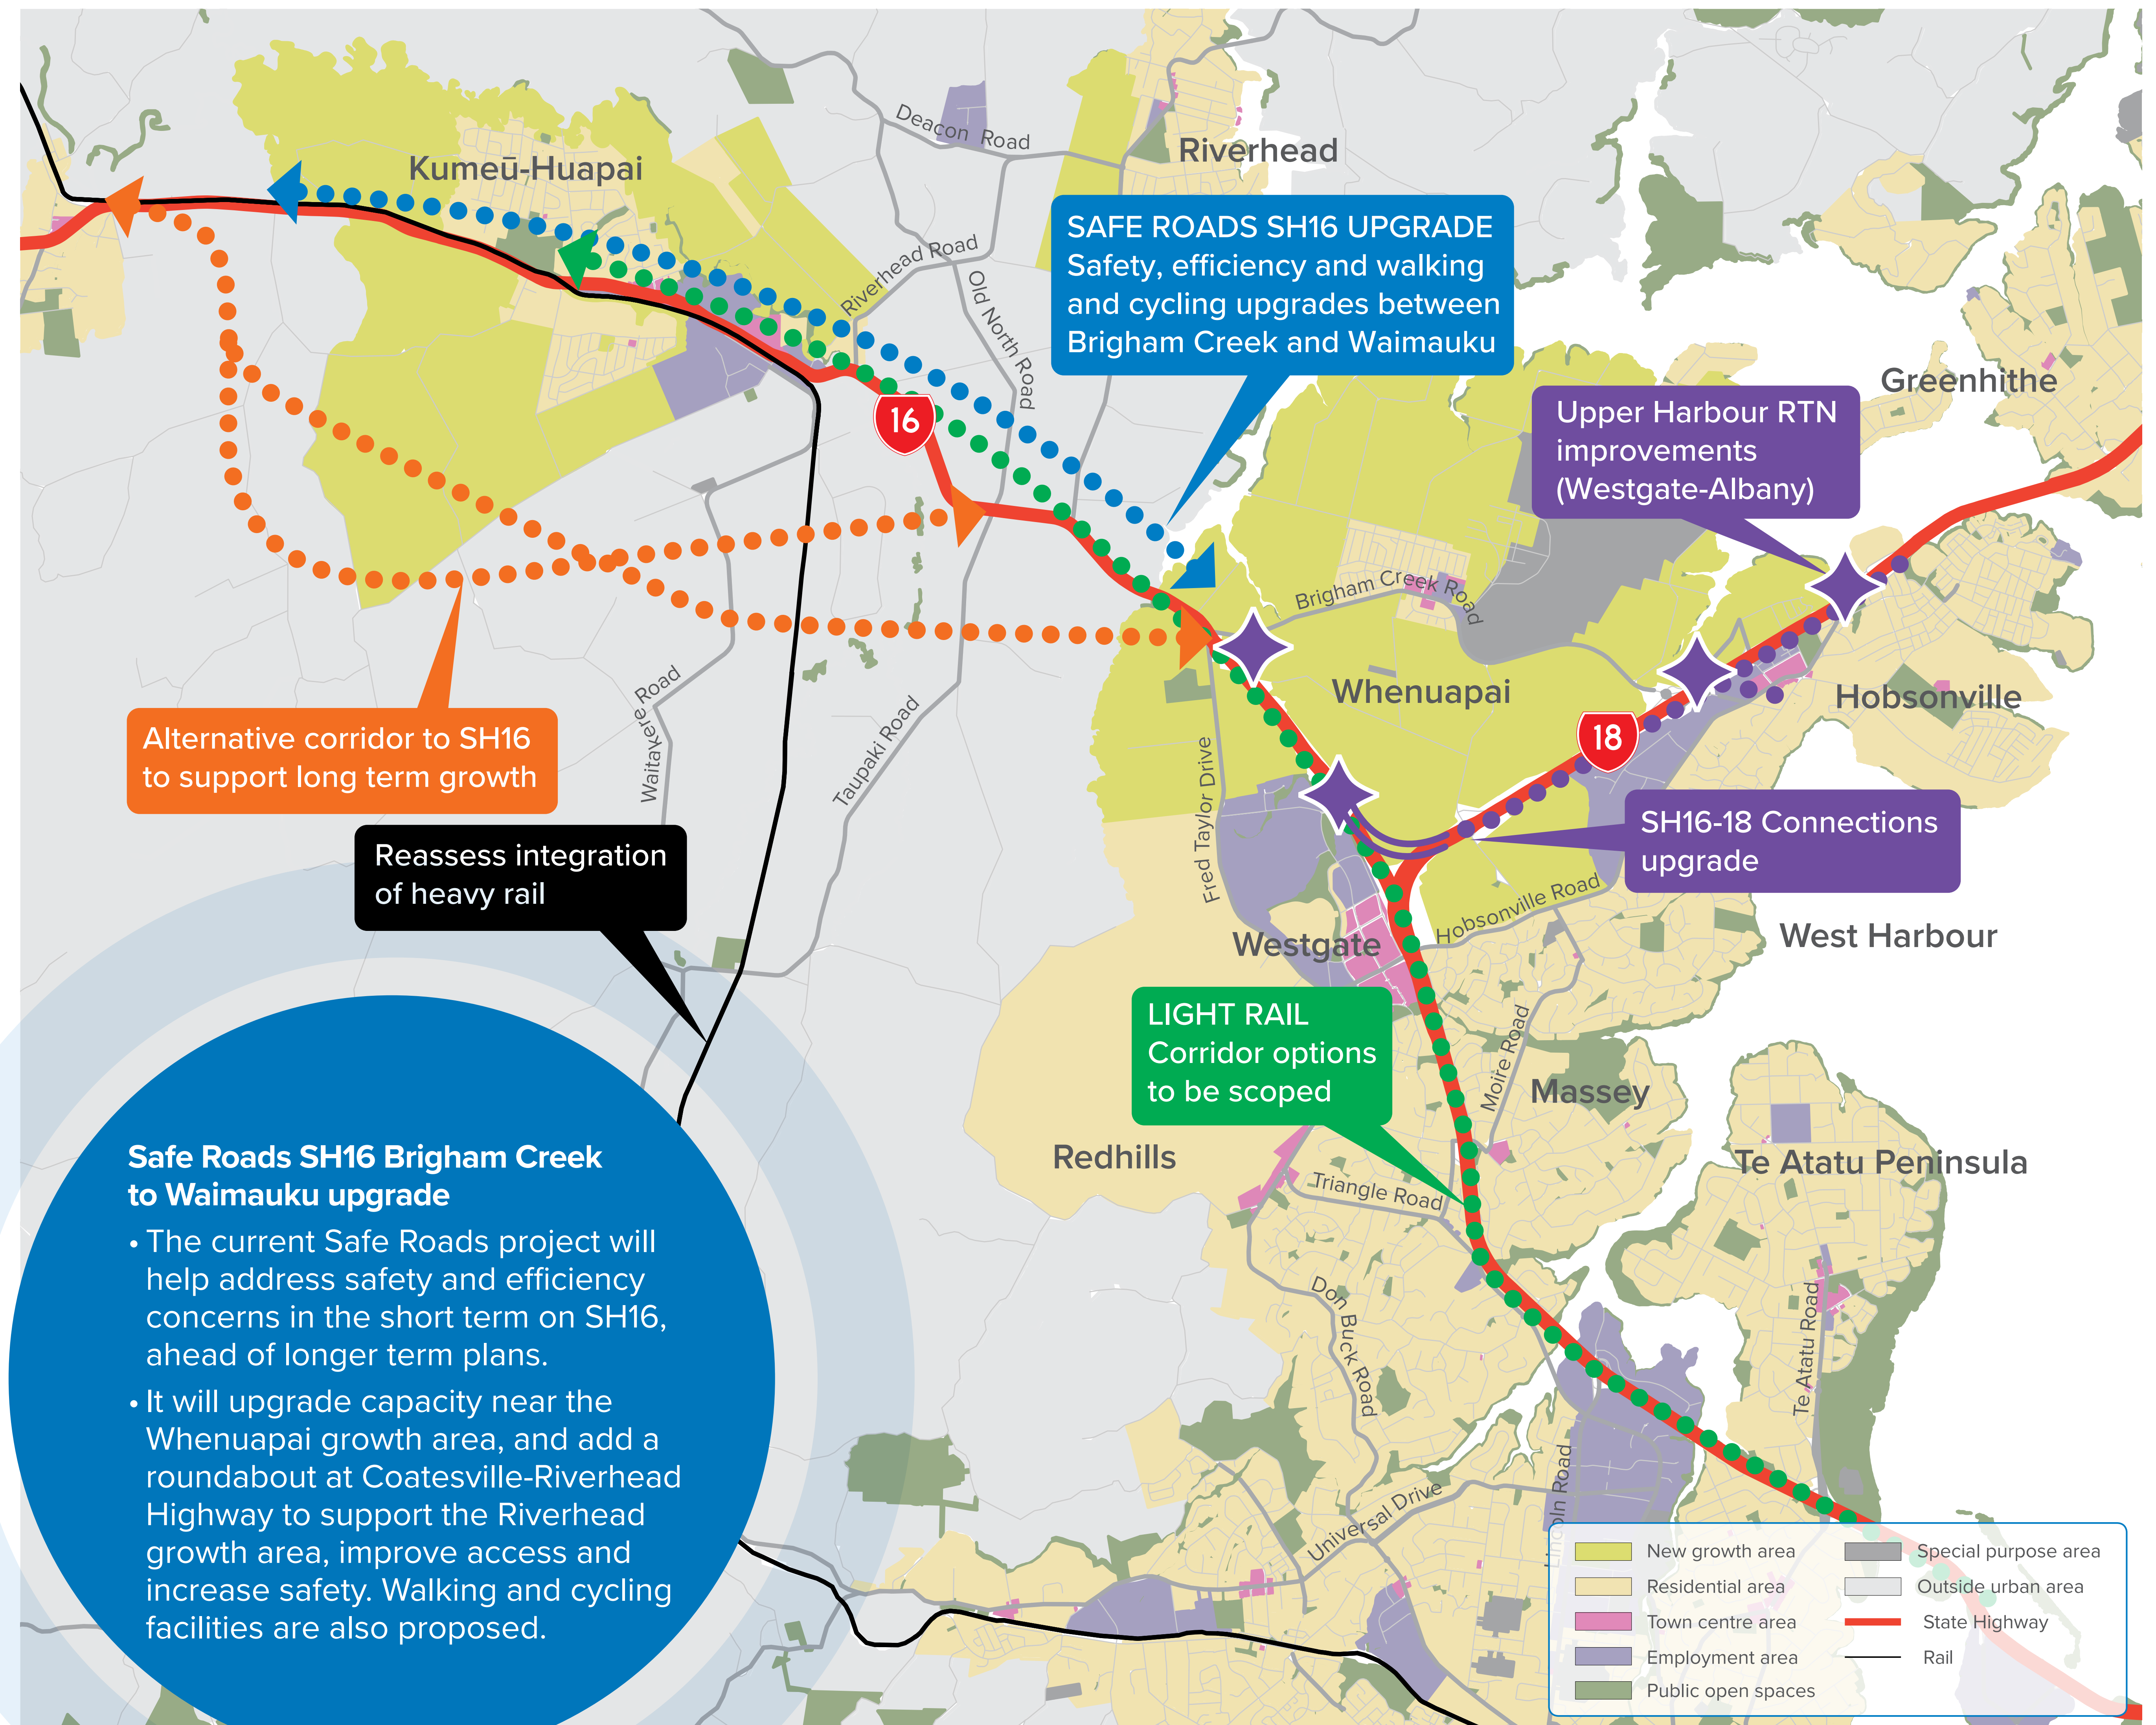 Kumeū-Huapai
Deacon Road
Riverhead
Riverhead Road
Old North Road
SAFE ROADS SH16 UPGRADE
Safety, efficiency and walking
and cycling upgrades between
Brigham Creek and Waimauku
Greenhithe
Upper Harbour RTN
improvements
(Westgate-Albany)
16
Brigham Creek Road
Whenuapai
Hobsonville
18
Waitakere Road
Taupaki Road
Fred Taylor Drive
Alternative corridor to SH16
to support long term growth
SH16-18 Connections
upgrade
Reassess integration
of heavy rail
Hobsonville Road
Westgate
West Harbour
LIGHT RAIL
Corridor options
to be scoped
Moire Road
Massey
Redhills
Te Atatu Peninsula
Triangle Road
Don Buck Road
Te Atatu Road
Universal Drive
Lincoln Road
Safe Roads SH16 Brigham Creek
to Waimauku upgrade
• The current Safe Roads project will
help address safety and efficiency
concerns in the short term on SH16,
ahead of longer term plans.
• It will upgrade capacity near the
Whenuapai growth area, and add a
roundabout at Coatesville-Riverhead
Highway to support the Riverhead
growth area, improve access and
increase safety. Walking and cycling
facilities are also proposed.
New growth area
Residential area
Town centre area
Employment area
Public open spaces
Special purpose area
Outside urban area
State Highway
Rail